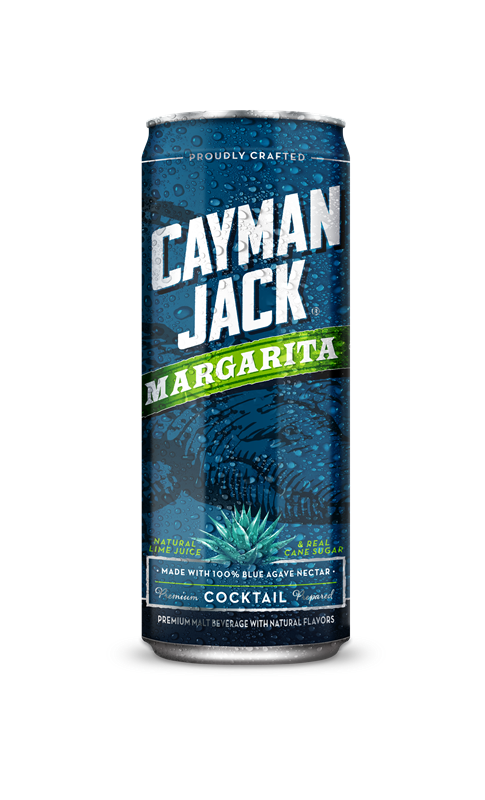 PROUDLY CRAFTED
CAYMAN
JACK
®
MARGARITA
NATURAL
LIME JUICE
& REAL
CANE SUGAR
• MADE WITH 100% BLUE AGAVE NECTAR •
Premium COCKTAIL Prepared
PREMIUM MALT BEVERAGE WITH NATURAL FLAVORS